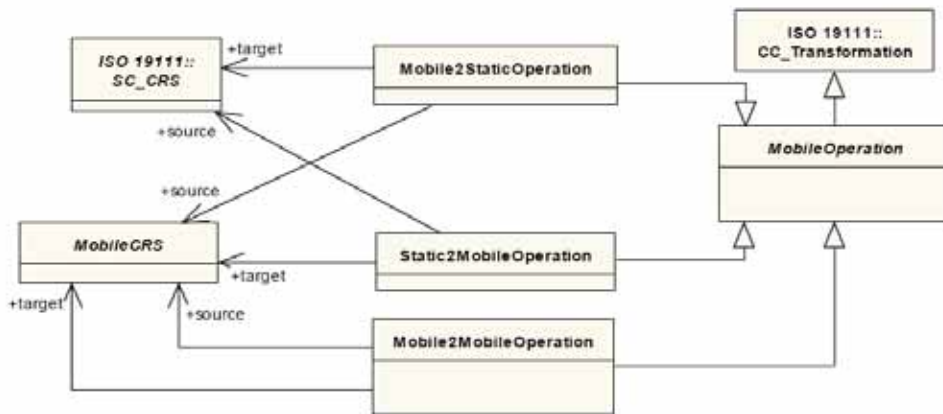 ISO 19111::
CC_Transformation
ISO 19111::
SC_CRS
+target
Mobile2StaticOperation
+source
MobileOperation
+source
MobileCRS
Static2MobileOperation
+target
+target
+source
Mobile2MobileOperation